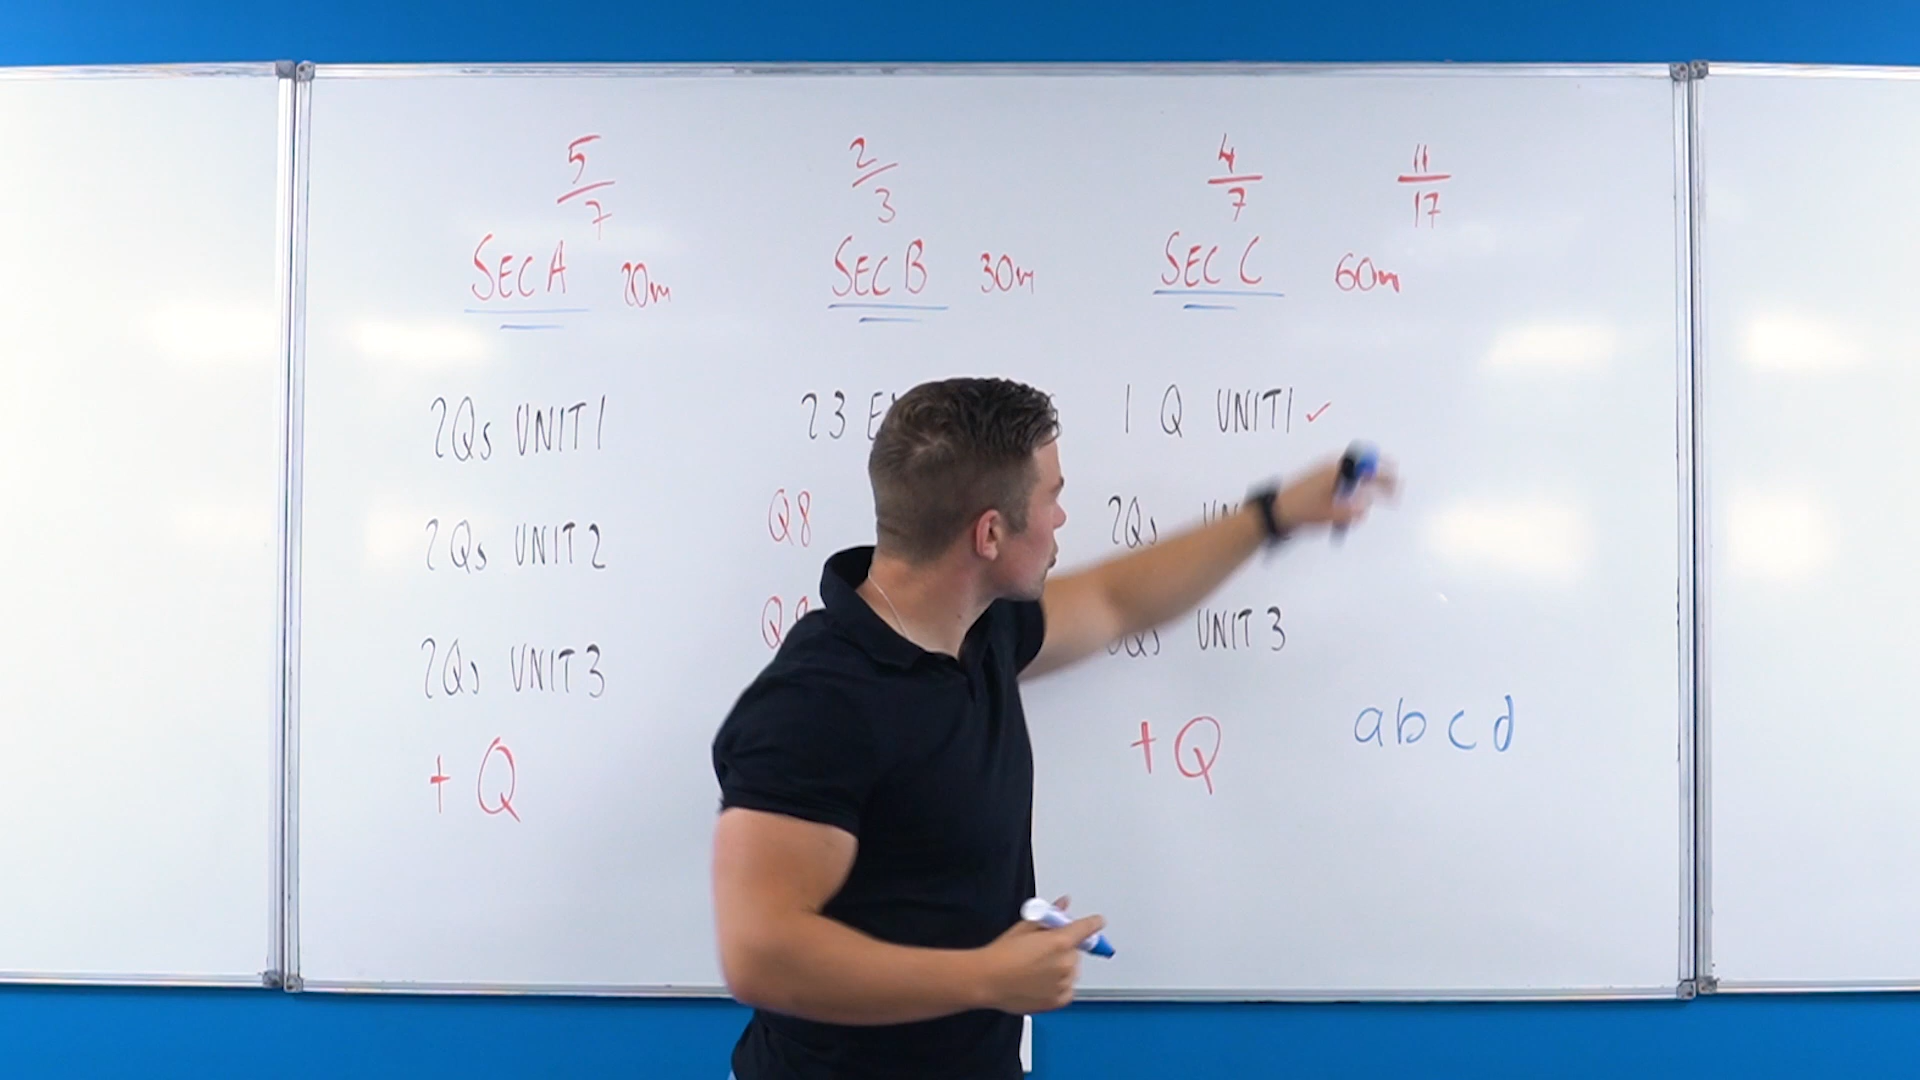 5/7
SEC A 20m
2Qs UNIT 1
2Qs UNIT 2
2Qs UNIT 3
+ Q
2/3
SEC B 30m
23
Q8
4/7 11/17
SEC C 60m
1 Q UNIT 1 ✓
2Qs
UNIT 3
+ Q a b c d